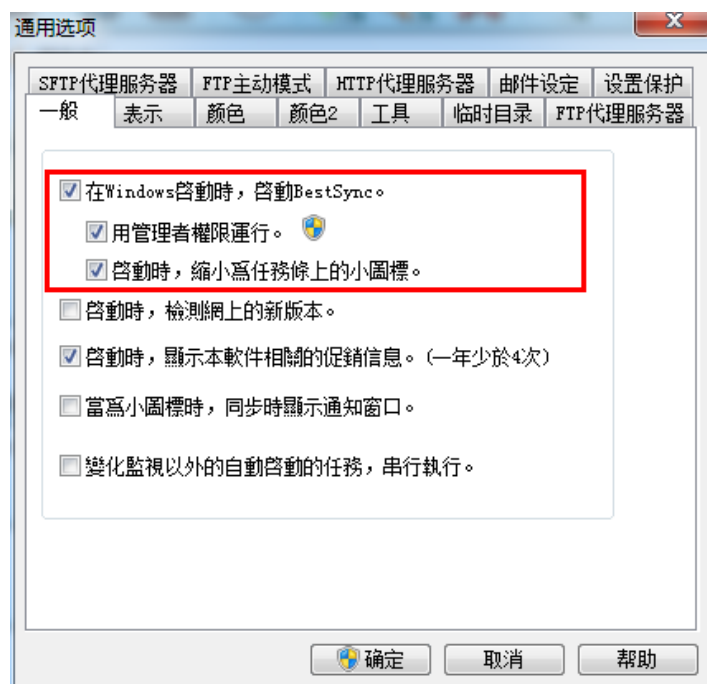 通用选项
SFTP代理服务器 FTP主动模式 HTTP代理服务器 邮件设定 设置保护
一般 表示 颜色 颜色2 工具 临时目录 FTP代理服务器
在Windows啓動時，啓動BestSync。
用管理者權限運行。
啓動時，縮小爲任務條上的小圖標。
啓動時，檢測網上的新版本。
啓動時，顯示本軟件相關的促銷信息。(一年少於4次)
當爲小圖標時，同步時顯示通知窗口。
變化監視以外的自動啓動的任務，串行執行。
确定 取消 帮助